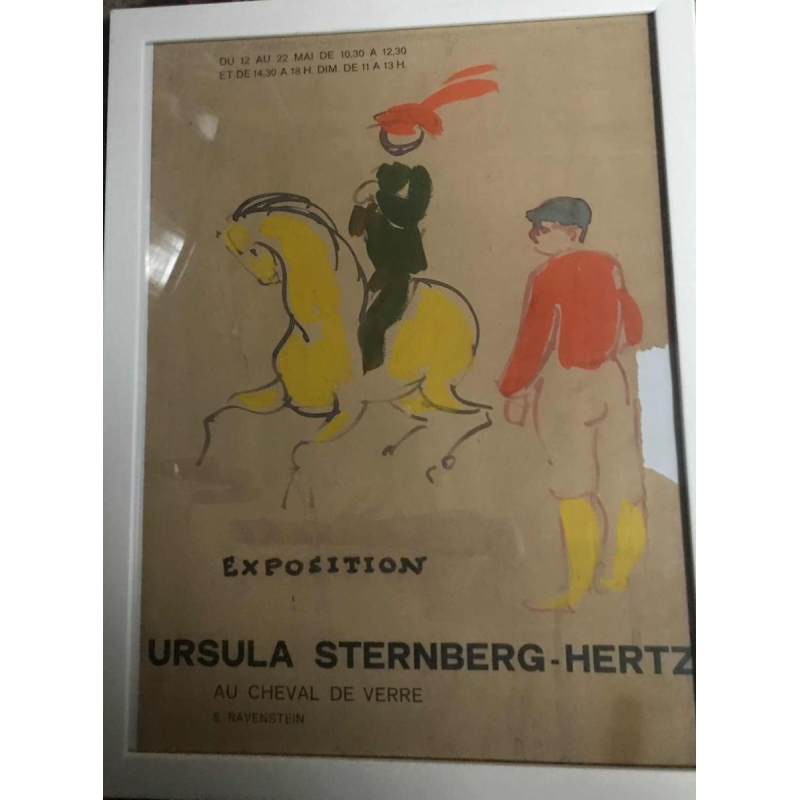 DU 12 AU 22 MAI DE 10.30 A 12,30
ET DE 14.30 A 18 H. DIM. DE 11 A 13 H.
EXPOSITION
URSULA STERNBERG-HERTZ
AU CHEVAL DE VERRE
5. RAVENSTEIN